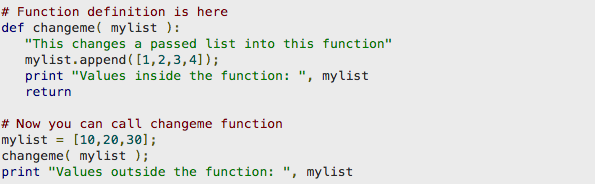 # Function definition is here
def changeme( mylist ):
   "This changes a passed list into this function"
   mylist.append([1,2,3,4]);
   print "Values inside the function: ", mylist
   return

# Now you can call changeme function
mylist = [10,20,30];
changeme( mylist );
print "Values outside the function: ", mylist